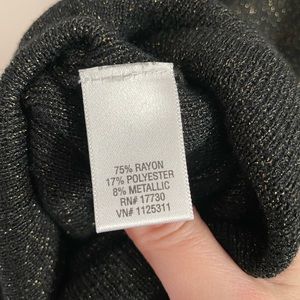 75% RAYON
17% POLYESTER
8% METALLIC
RN# 17730
VN# 1125311